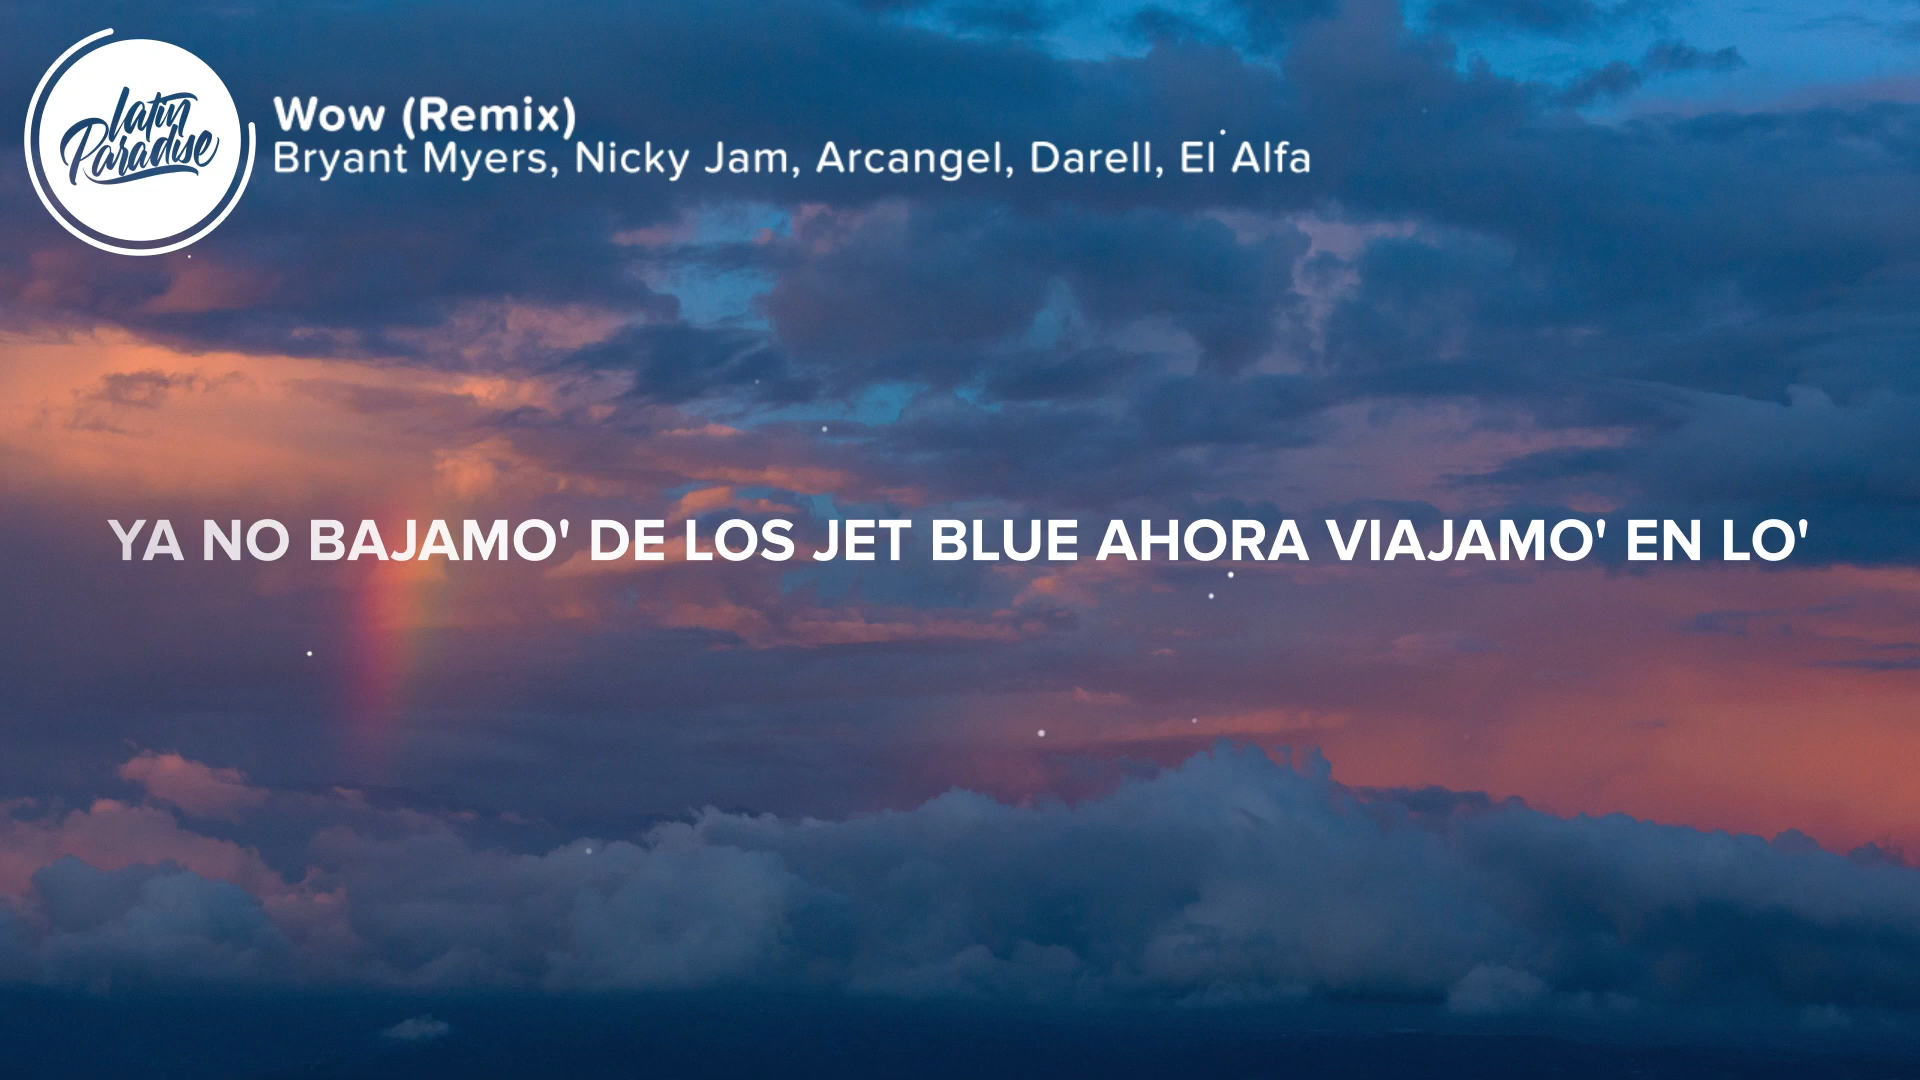 latin
Paradise
Wow (Remix)
Bryant Myers, Nicky Jam, Arcangel, Darell, El Alfa
YA NO BAJAMO' DE LOS JET BLUE AHORA VIAJAMO' EN LO'